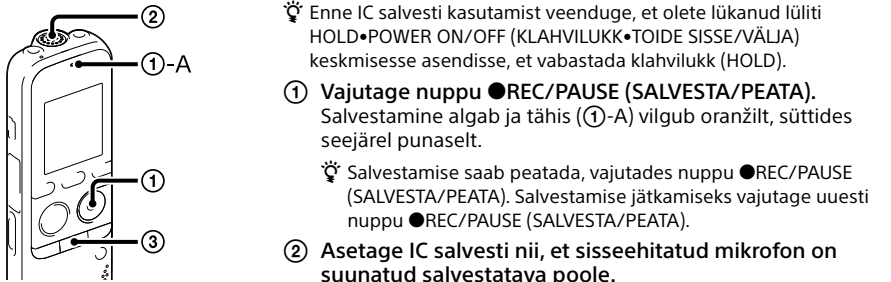 ②
①-A
①
③
Enne IC salvesti kasutamist veenduge, et olete lükanud lüliti
HOLD•POWER ON/OFF (KLAHVILUKK•TOIDE SISSE/VÄLJA)
keskmisesse asendisse, et vabastada klahvilukk (HOLD).
① Vajutage nuppu ●REC/PAUSE (SALVESTA/PEATA).
Salvestamine algab ja tähis (①-A) vilgub oranžilt, süttides
seejärel punaselt.
Salvestamise saab peatada, vajutades nuppu ●REC/PAUSE
(SALVESTA/PEATA). Salvestamise jätkamiseks vajutage uuesti
nuppu ●REC/PAUSE (SALVESTA/PEATA).
② Asetage IC salvesti nii, et sisseehitatud mikrofon on
suunatud salvestatava poole.